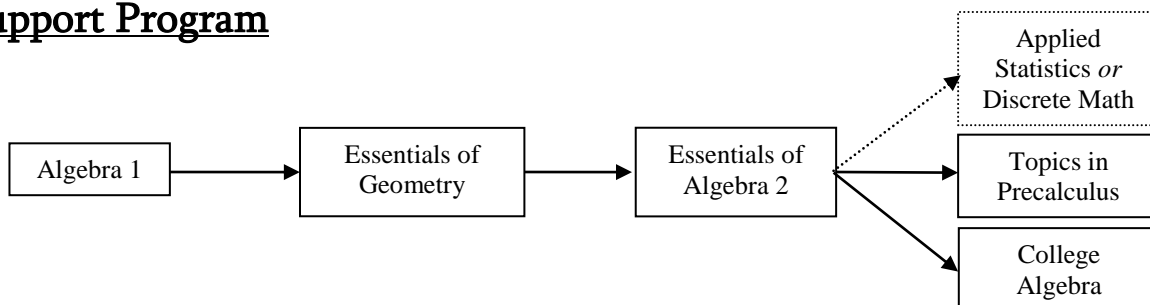 upport Program
Applied
Statistics or
Discrete Math
Algebra 1
Essentials of
Geometry
Essentials of
Algebra 2
Topics in
Precalculus
College
Algebra